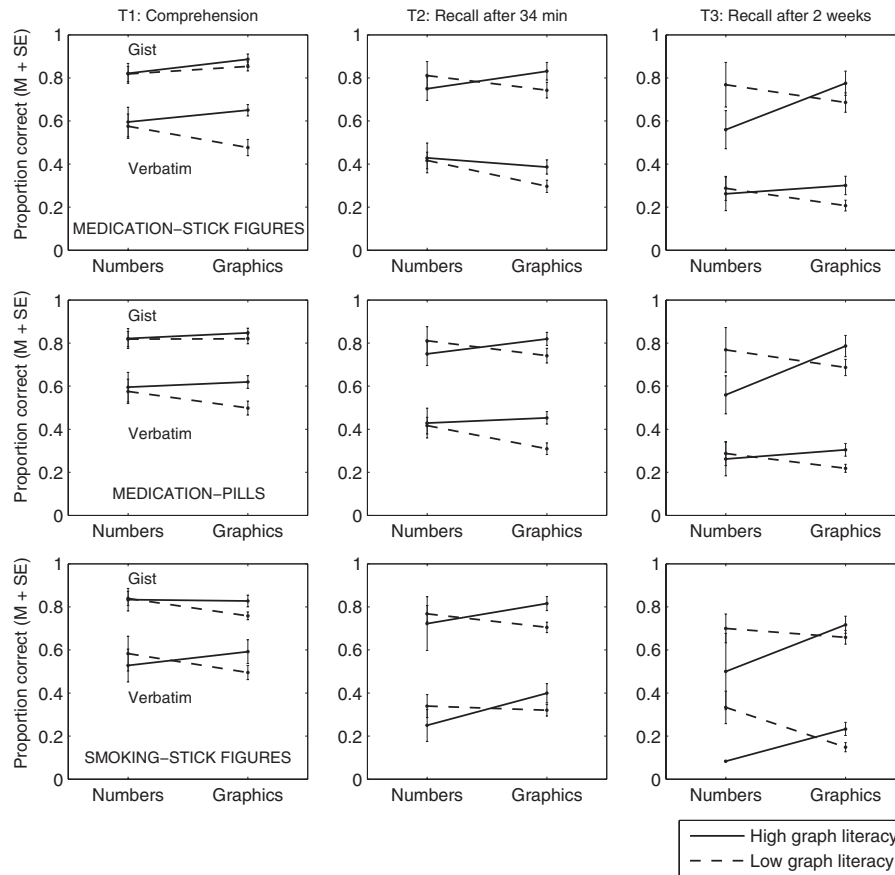 T1: Comprehension
T2: Recall after 34 min
T3: Recall after 2 weeks
Proportion correct (M + SE)
1
0.8
0.6
0.4
0.2
0
Gist
Verbatim
MEDICATION−STICK FIGURES
Numbers
Graphics
1
0.8
0.6
0.4
0.2
0
Numbers
Graphics
1
0.8
0.6
0.4
0.2
0
Numbers
Graphics
Proportion correct (M + SE)
1
0.8
0.6
0.4
0.2
0
Gist
Verbatim
MEDICATION−PILLS
Numbers
Graphics
1
0.8
0.6
0.4
0.2
0
Numbers
Graphics
1
0.8
0.6
0.4
0.2
0
Numbers
Graphics
Proportion correct (M + SE)
1
0.8
0.6
0.4
0.2
0
Gist
Verbatim
SMOKING−STICK FIGURES
Numbers
Graphics
1
0.8
0.6
0.4
0.2
0
Numbers
Graphics
1
0.8
0.6
0.4
0.2
0
Numbers
Graphics
High graph literacy
Low graph literacy